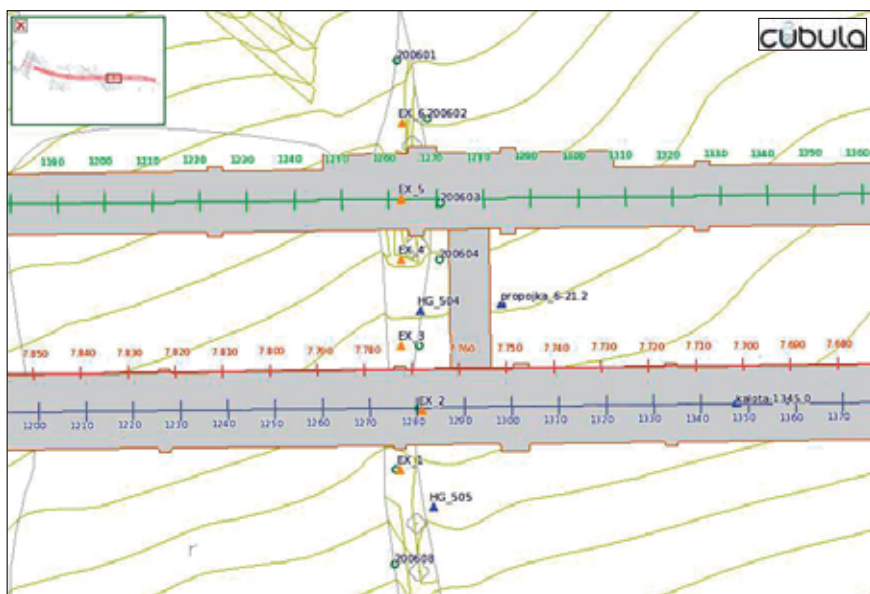 cubula
200601
EX_6 200602
1190 1200 1210 1220 1230 1240 1250 1260 1270 1280 1290 1300 1310 1320 1330 1340 1350 1360
EX_5
200603
EX_4
200604
HG_504
propojka_6-21.2
EX_3
7.850 7.840 7.830 7.820 7.810 7.800 7.790 7.780 7.760 7.750 7.740 7.730 7.720 7.710 7.700 7.690 7.680
EX_2
kalota_1345.0
1200 1210 1220 1230 1240 1250 1260 1270 1280 1290 1300 1310 1320 1330 1340 1350 1360 1370
EX_1
HG_505
200608